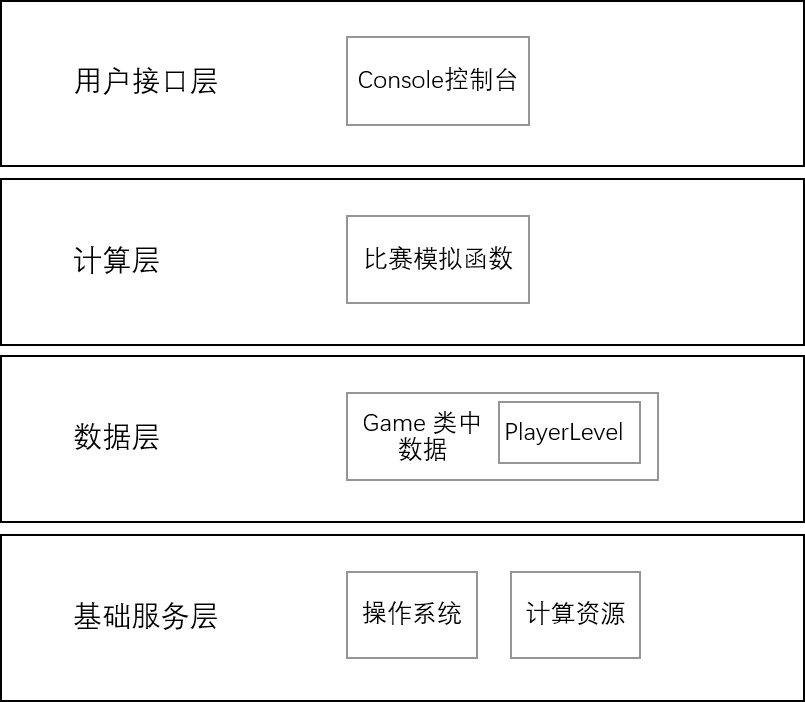 用户接口层
Console控制台
计算层
比赛模拟函数
数据层
Game 类中
数据
PlayerLevel
基础服务层
操作系统
计算资源